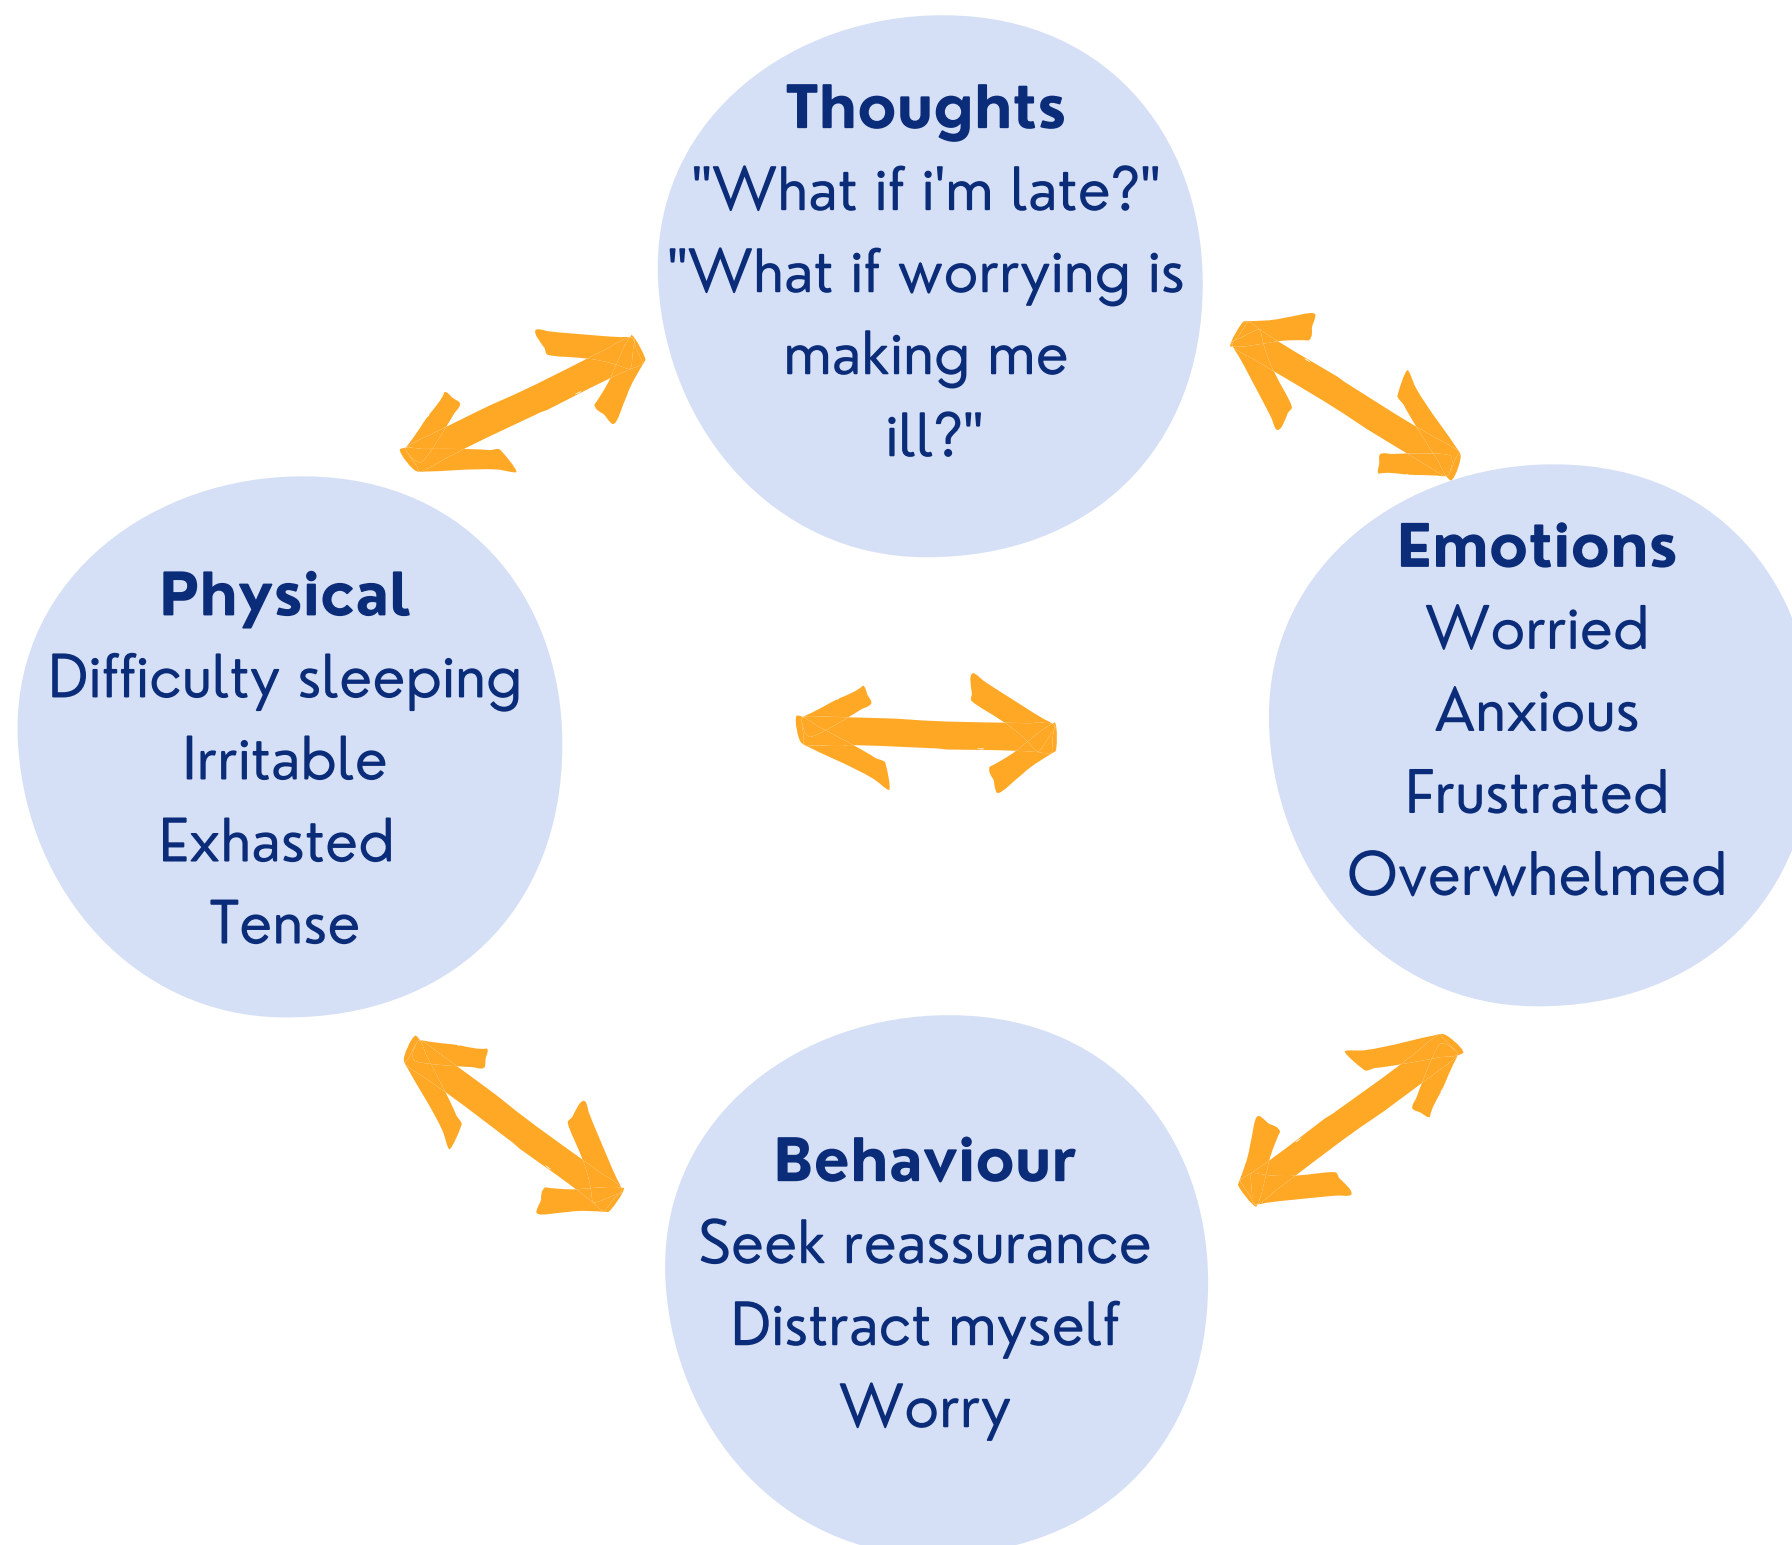 Thoughts
"What if i'm late?"
"What if worrying is
making me
ill?"
Physical
Difficulty sleeping
Irritable
Exhasted
Tense
Emotions
Worried
Anxious
Frustrated
Overwhelmed
Behaviour
Seek reassurance
Distract myself
Worry